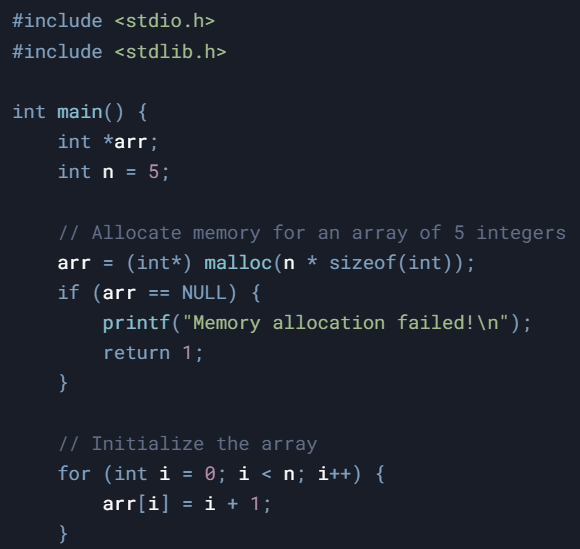 #include <stdio.h>
#include <stdlib.h>

int main() {
    int *arr;
    int n = 5;

    // Allocate memory for an array of 5 integers
    arr = (int*) malloc(n * sizeof(int));
    if (arr == NULL) {
        printf("Memory allocation failed!\n");
        return 1;
    }

    // Initialize the array
    for (int i = 0; i < n; i++) {
        arr[i] = i + 1;
    }